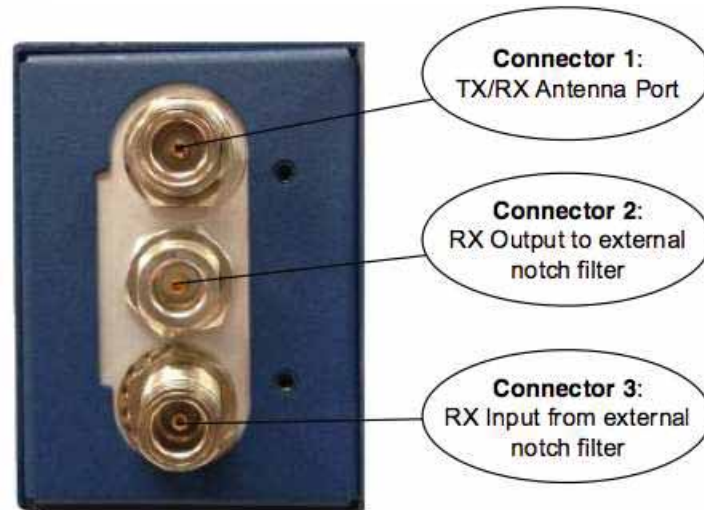 Connector 1:
TX/RX Antenna Port
Connector 2:
RX Output to external
notch filter
Connector 3:
RX Input from external
notch filter